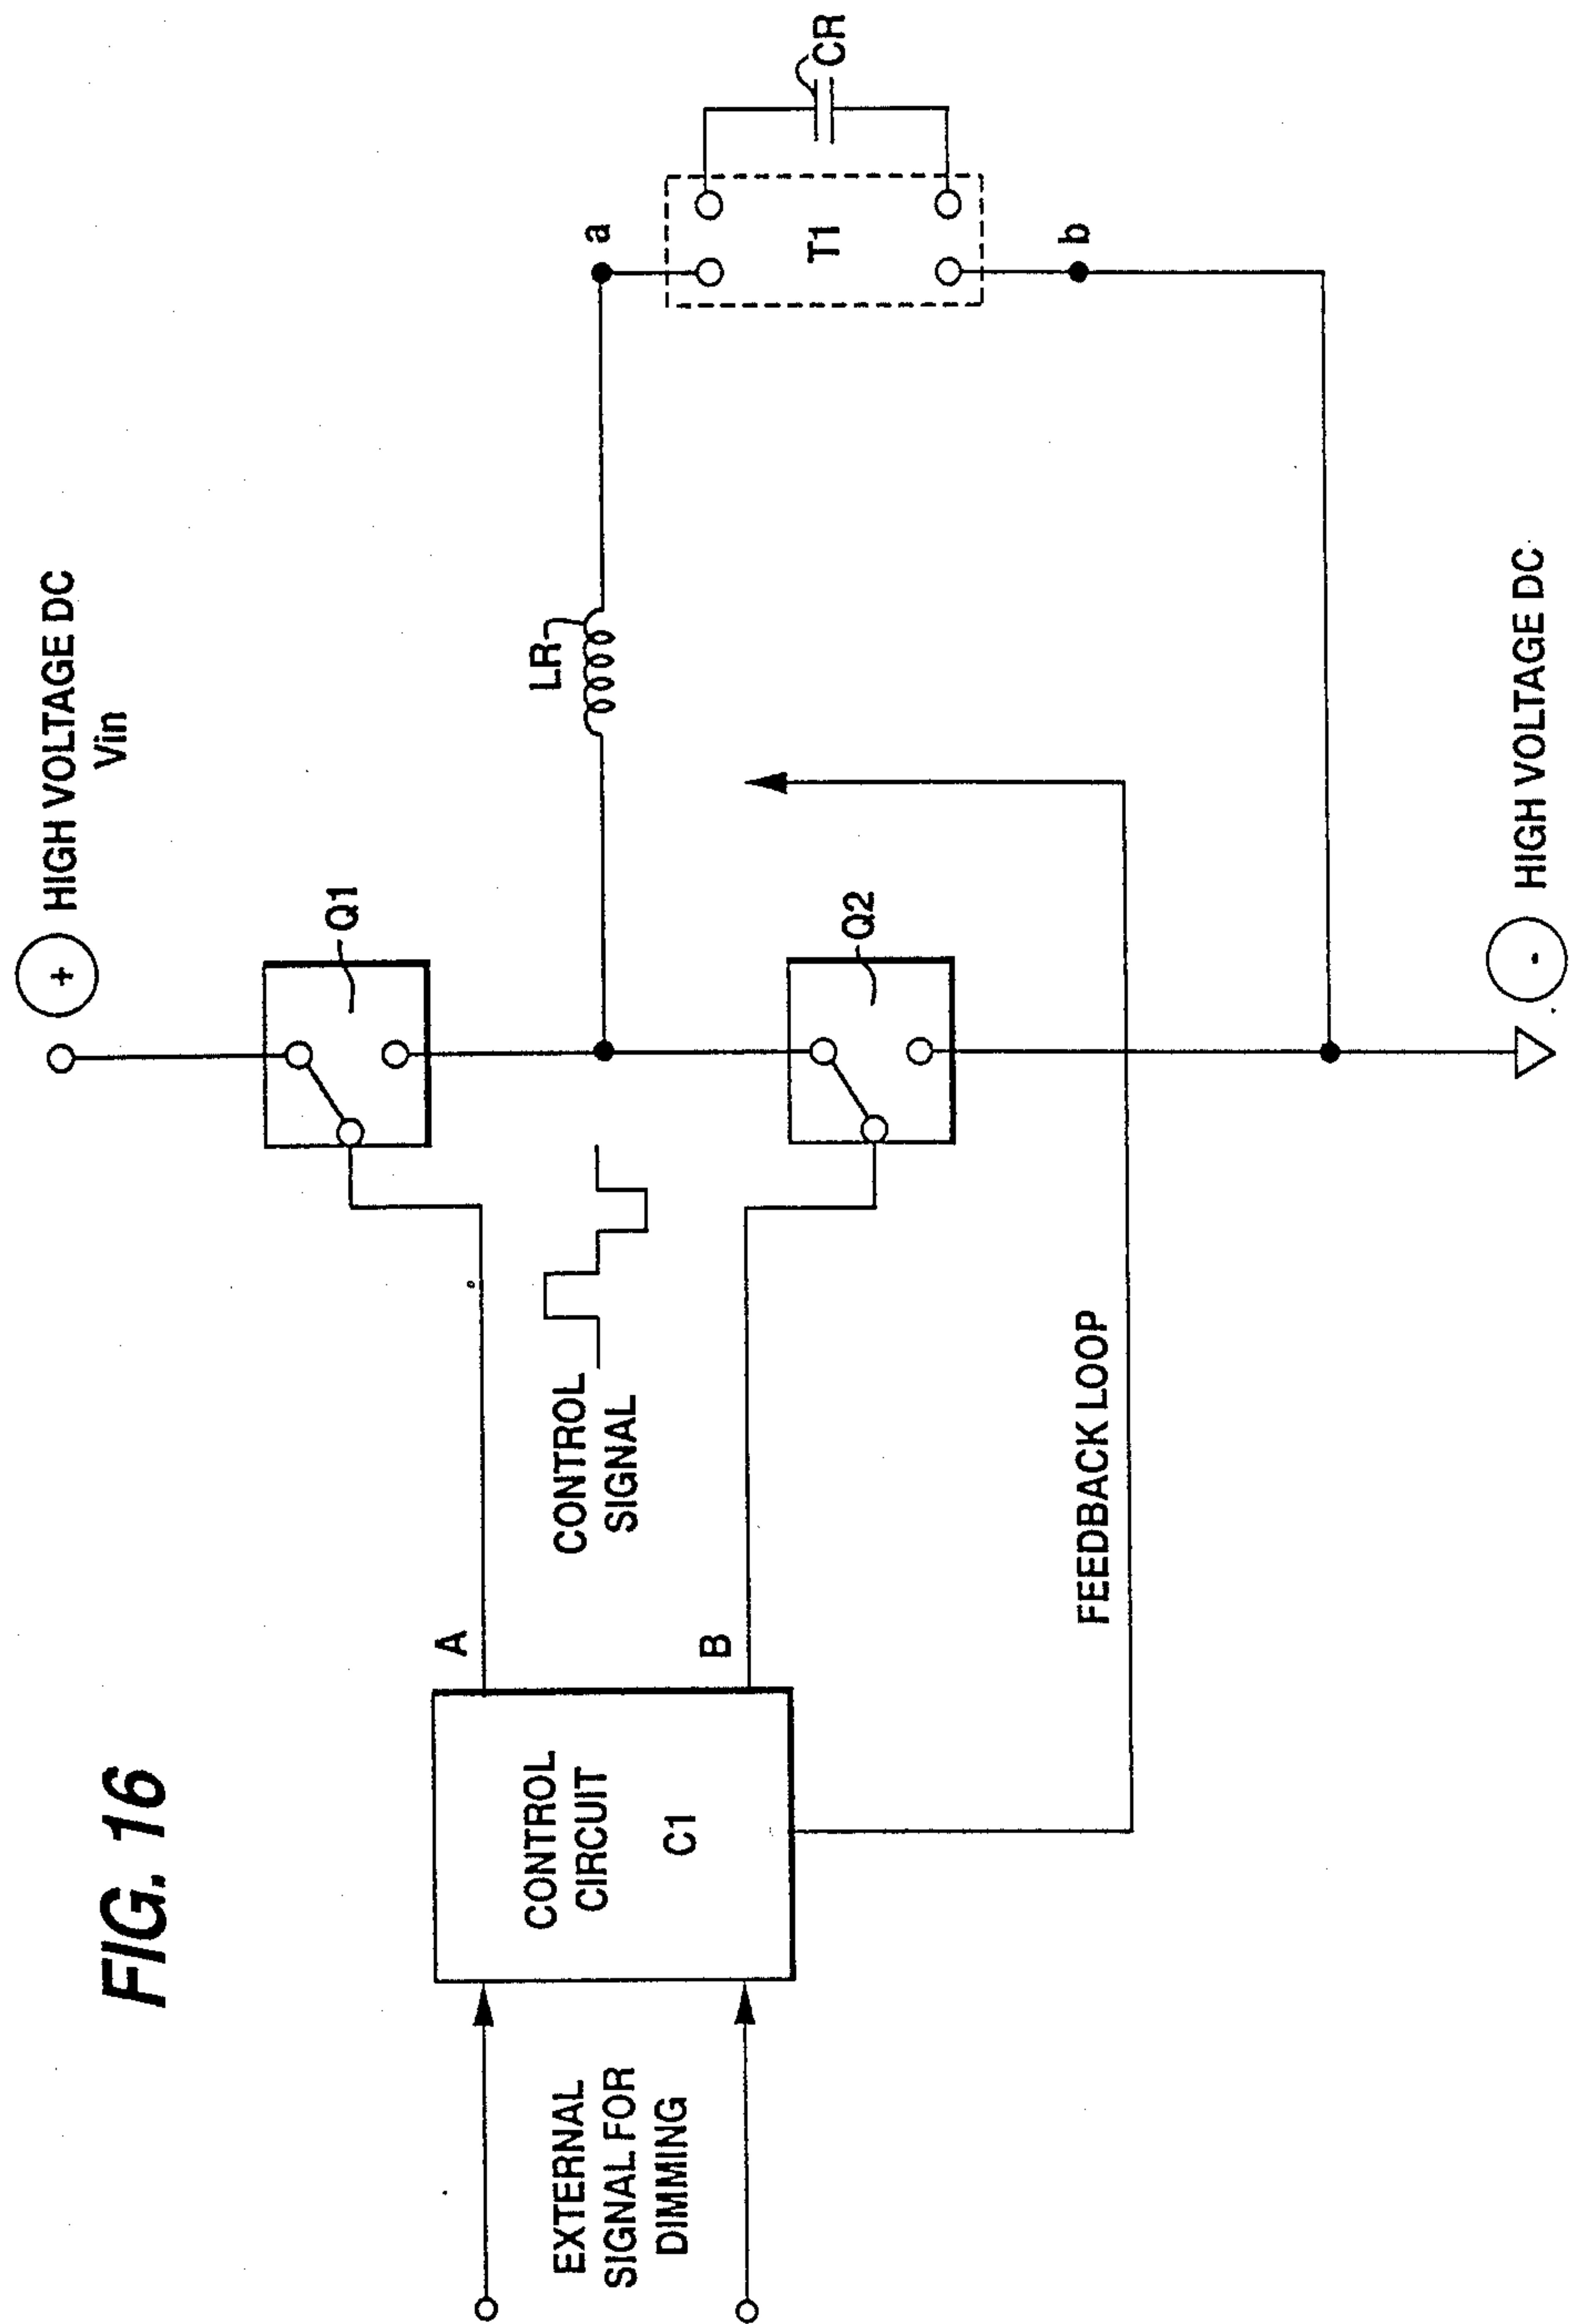 FIG. 16
+ HIGH VOLTAGE DC
Vin
Q1
LR
a
T1
CR
b
A
CONTROL
SIGNAL
B
CONTROL
CIRCUIT
C1
EXTERNAL
SIGNAL FOR
DIMMING
Q2
FEEDBACK LOOP
- HIGH VOLTAGE DC